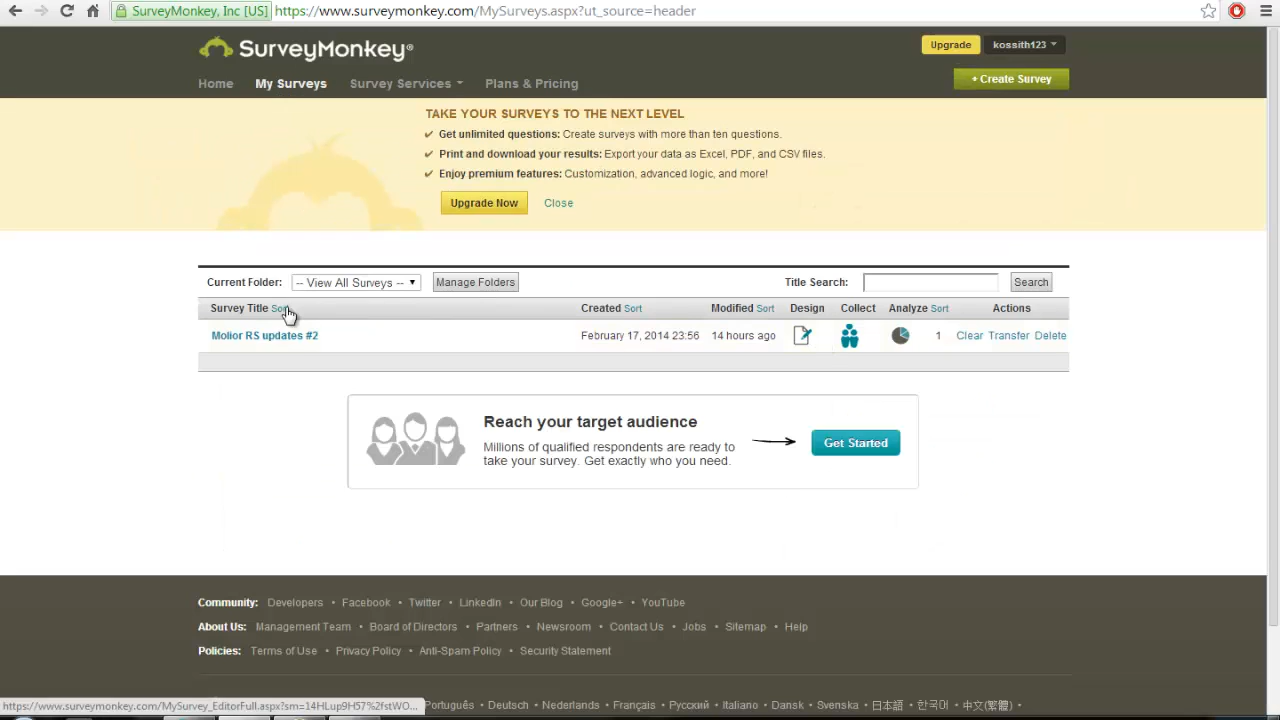 SurveyMonkey, Inc [US] https://www.surveymonkey.com/MySurveys.aspx?ut_source=header
SurveyMonkey®
Upgrade kossith123
Home My Surveys Survey Services Plans & Pricing
+ Create Survey
TAKE YOUR SURVEYS TO THE NEXT LEVEL
✔ Get unlimited questions: Create surveys with more than ten questions.
✔ Print and download your results: Export your data as Excel, PDF, and CSV files.
✔ Enjoy premium features: Customization, advanced logic, and more!
Upgrade Now Close
Current Folder: -- View All Surveys -- Manage Folders Title Search: Search
Survey Title Sort Created Sort Modified Sort Design Collect Analyze Sort Actions
Molior RS updates #2 February 17, 2014 23:56 14 hours ago 1 Clear Transfer Delete
Reach your target audience
Millions of qualified respondents are ready to
take your survey. Get exactly who you need.
Get Started
Community: Developers • Facebook • Twitter • LinkedIn • Our Blog • Google+ • YouTube
About Us: Management Team • Board of Directors • Partners • Newsroom • Contact Us • Jobs • Sitemap • Help
Policies: Terms of Use • Privacy Policy • Anti-Spam Policy • Security Statement
https://www.surveymonkey.com/MySurvey_EditorFull.aspx?sm=14HLup9H57%2fstWO...
Português • Deutsch • Nederlands • Français • Русский • Italiano • Dansk • Svenska • 日本語 • 한국어 • 中文(繁體) •